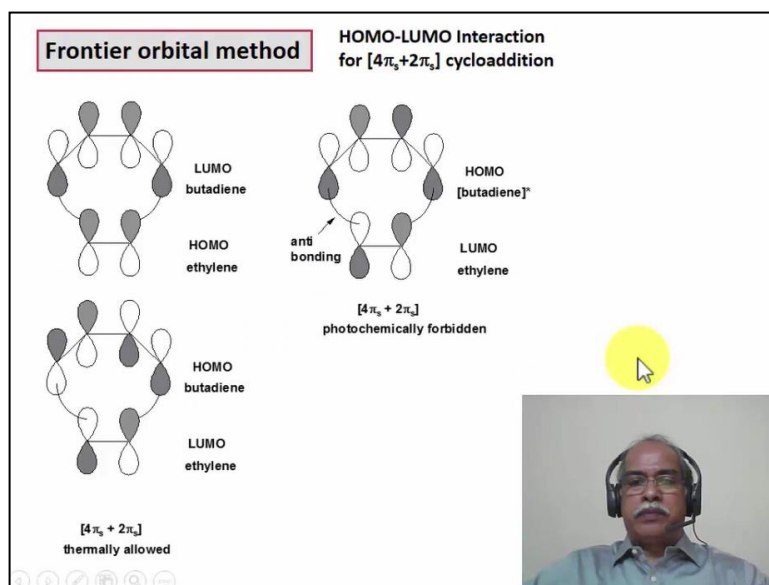 Frontier orbital method
HOMO-LUMO Interaction
for [4πs+2πs] cycloaddition
LUMO
butadiene
HOMO
ethylene
HOMO
[butadiene]*
anti
bonding
LUMO
ethylene
[4πs + 2πs]
photochemically forbidden
HOMO
butadiene
LUMO
ethylene
[4πs + 2πs]
thermally allowed